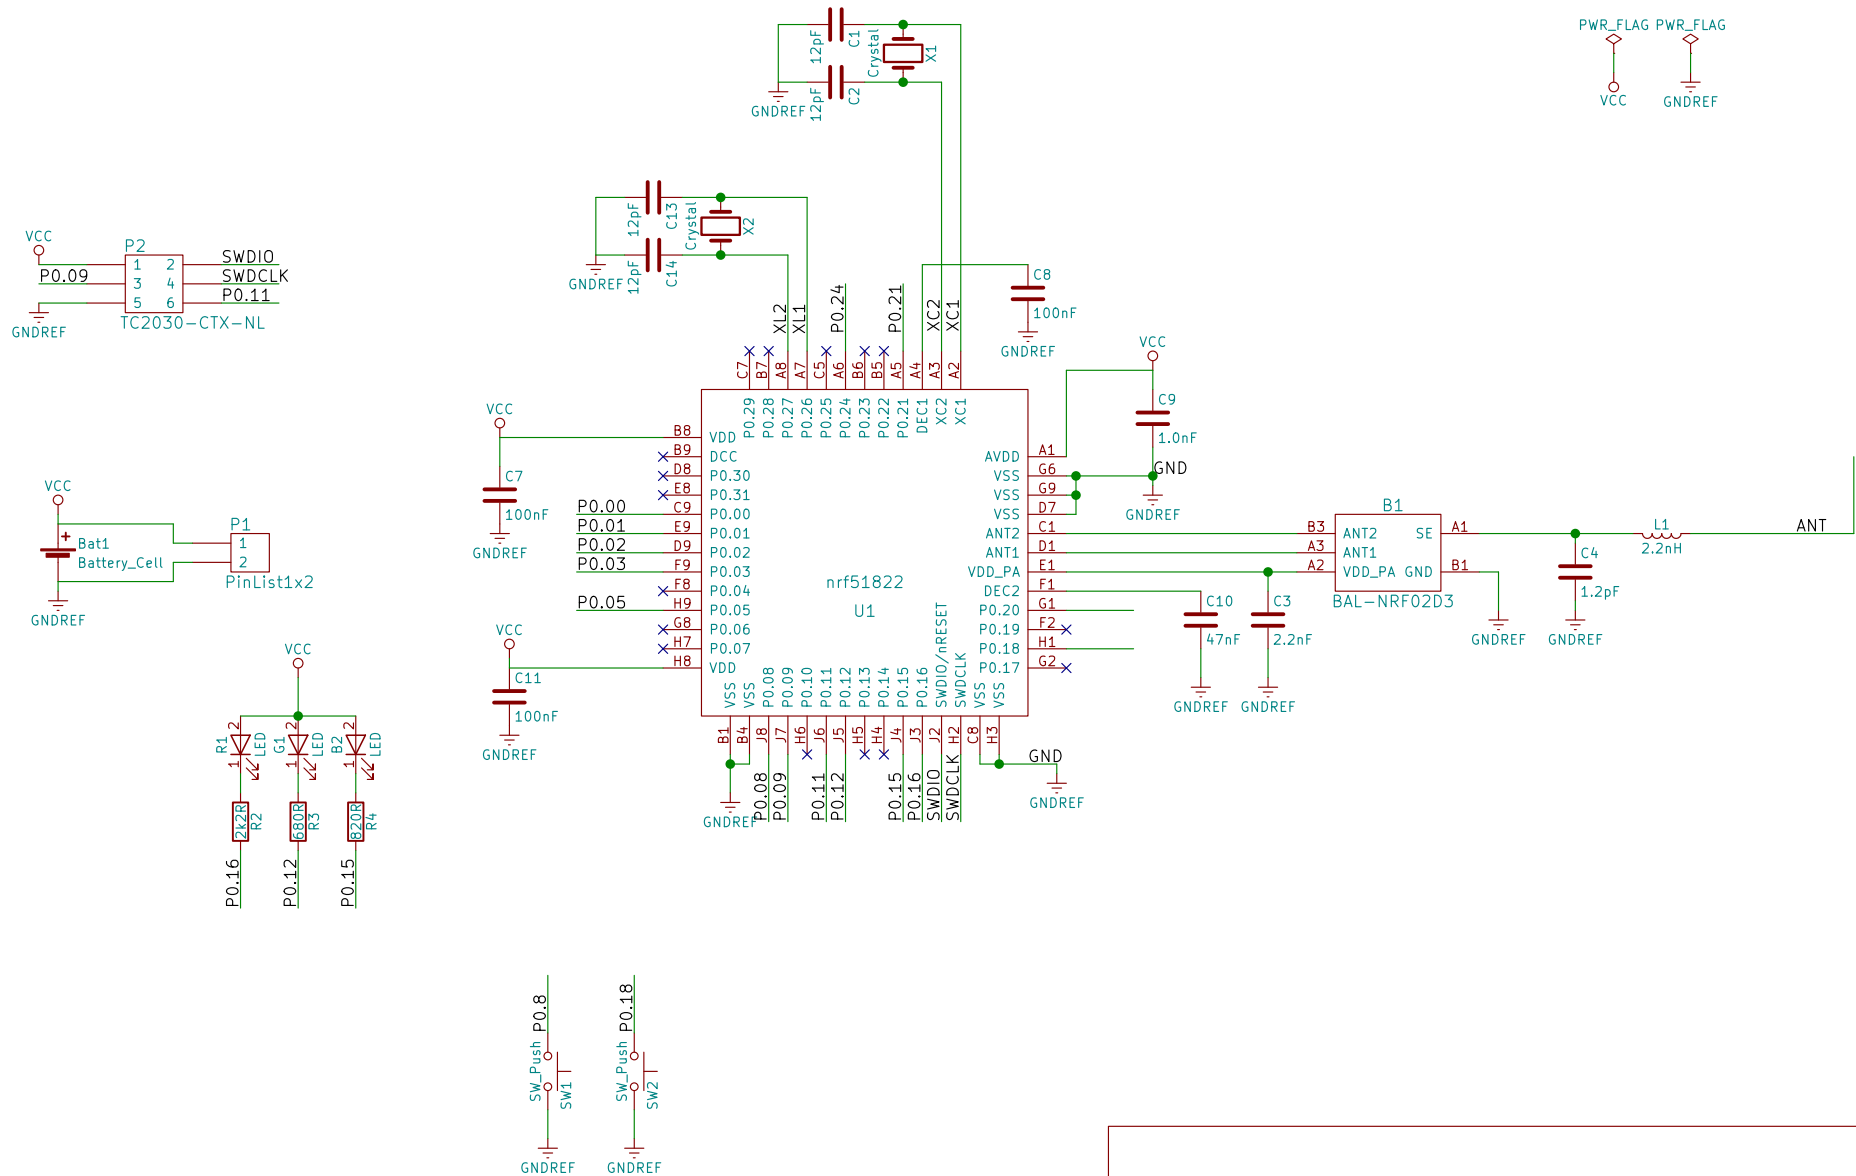 PWR_FLAG PWR_FLAG
VCC
GNDREF
C1
12pF
Crystal
X1
C2
12pF
GNDREF
C13
12pF
Crystal
X2
C14
12pF
GNDREF
VCC
P2
P0.09
1 2 SWDIO
3 4 SWDCLK
5 6 P0.11
GNDREF
TC2030-CTX-NL
XL2
XL1
P0.24
P0.21
XC2
XC1
C8
100nF
GNDREF
C7
B7
A8
A7
C5
A6
B6
B5
A5
A4
A3
A2
P0.29
P0.28
P0.27
P0.26
P0.25
P0.24
P0.23
P0.22
P0.21
DEC1
XC2
XC1
VCC
C7
100nF
GNDREF
VCC
C9
1.0nF
GND
GNDREF
B8 VDD
B9 DCC
D8 P0.30
E8 P0.31
P0.00 C9 P0.00
P0.01 E9 P0.01
P0.02 D9 P0.02
P0.03 F9 P0.03
F8 P0.04
P0.05 H9 P0.05
G8 P0.06
H7 P0.07
H8 VDD
AVDD A1
VSS G6
VSS G9
VSS D7
ANT2 C1
ANT1 D1
VDD_PA E1
DEC2 F1
P0.20 G1
P0.19 F2
P0.18 H1
P0.17 G2
nrf51822
U1
VCC
C11
100nF
GNDREF
VSS
VSS
P0.08
P0.09
P0.10
P0.11
P0.12
P0.13
P0.14
P0.15
P0.16
SWDIO/nRESET
SWDCLK
VSS
VSS
B1
B4
J8
J7
H6
J6
J5
H5
H4
J4
J3
J2
H2
C8
H3
GNDREF
P0.08
P0.09
P0.11
P0.12
P0.15
P0.16
SWDIO
SWDCLK
GND
GNDREF
C10
47nF
GNDREF
C3
2.2nF
GNDREF
B1
B3 ANT2 SE A1
A3 ANT1
A2 VDD_PA GND B1
BAL-NRF02D3
GNDREF
C4
1.2pF
GNDREF
L1
2.2nH
ANT
VCC
+
Bat1
Battery_Cell
GNDREF
P1
1
2
PinList1x2
VCC
R1
2
1
LED
G1
2
1
LED
B2
2
1
LED
2k2R
R2
680R
R3
820R
R4
P0.16
P0.12
P0.15
P0.8
SW_Push
SW1
GNDREF
P0.18
SW_Push
SW2
GNDREF